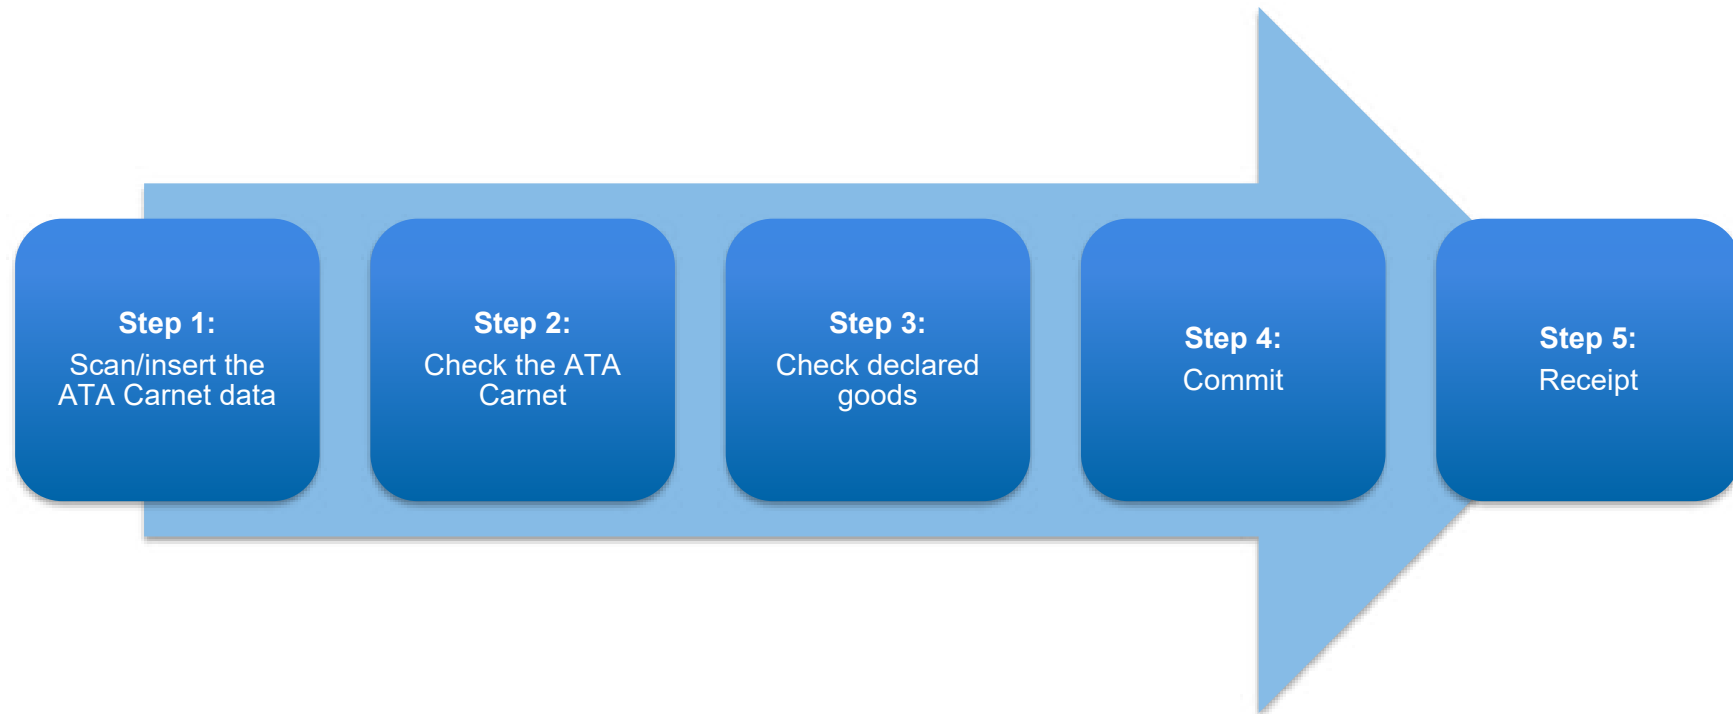 Step 1:
Scan/insert the
ATA Carnet data
Step 2:
Check the ATA
Carnet
Step 3:
Check declared
goods
Step 4:
Commit
Step 5:
Receipt